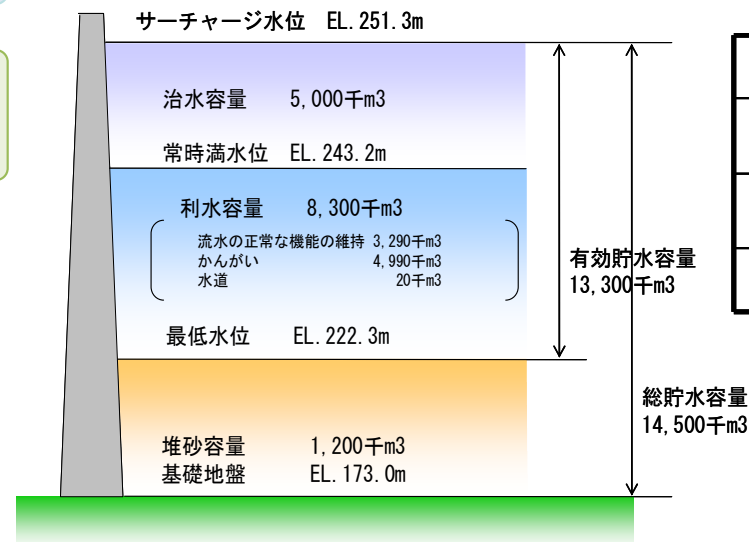 サーチャージ水位 EL.251.3m
治水容量 5,000千m3
常時満水位 EL.243.2m
利水容量 8,300千m3
流水の正常な機能の維持 3,290千m3
かんがい 4,990千m3
水道 20千m3
有効貯水容量
13,300千m3
最低水位 EL.222.3m
総貯水容量
14,500千m3
堆砂容量 1,200千m3
基礎地盤 EL.173.0m